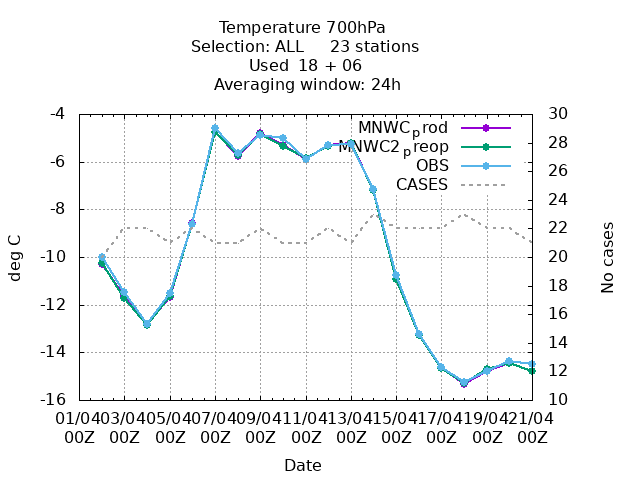 Temperature 700hPa
Selection: ALL     23 stations
Used  18 + 06
Averaging window: 24h
-4
-6
-8
-10
-12
-14
-16
deg C
30
28
26
24
22
20
18
16
14
12
10
No cases
MNWCprod
MNWC2preop
OBS
CASES
01/04 03/04 05/04 07/04 09/04 11/04 13/04 15/04 17/04 19/04 21/04
00Z 00Z 00Z 00Z 00Z 00Z 00Z 00Z 00Z 00Z 00Z
Date